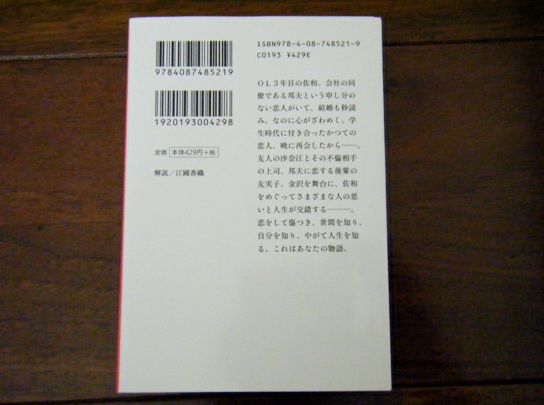 ISBN978-4-08-748521-9
C0193 ¥429E
9784087485219
1920193004298
定価 本体429円+税
解説/江國香織
OL3年目の佐和。会社の同
僚である邦夫という申し分の
ない恋人がいて、結婚も秒読
み。なのに心がざわめく。学
生時代に付き合ったかつての
恋人、暁に再会したから……。
友人の沙奈江とその不倫相手
の上司、邦夫に恋する後輩の
友実子。金沢を舞台に、佐和
をめぐってさまざまな人の思
いと人生が交錯する―――。
恋をして傷つき、世間を知り、
自分を知り、やがて人生を知
る。これはあなたの物語。